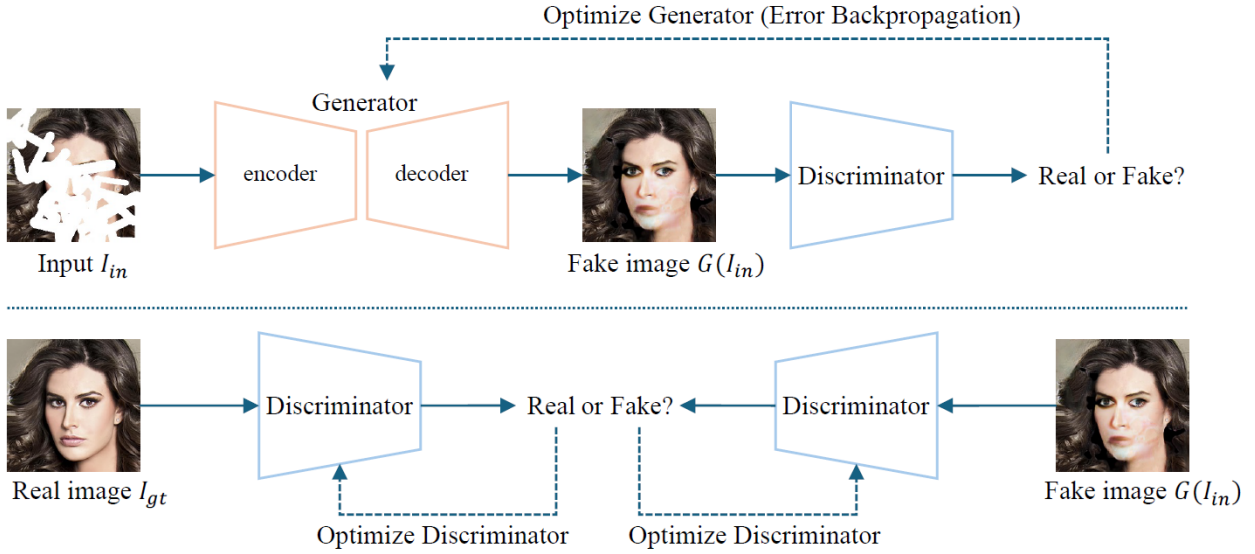 Optimize Generator (Error Backpropagation)
Generator
encoder
decoder
Discriminator
Real or Fake?
Input I_in
Fake image G(I_in)
Discriminator
Real or Fake?
Discriminator
Real image I_gt
Fake image G(I_in)
Optimize Discriminator
Optimize Discriminator